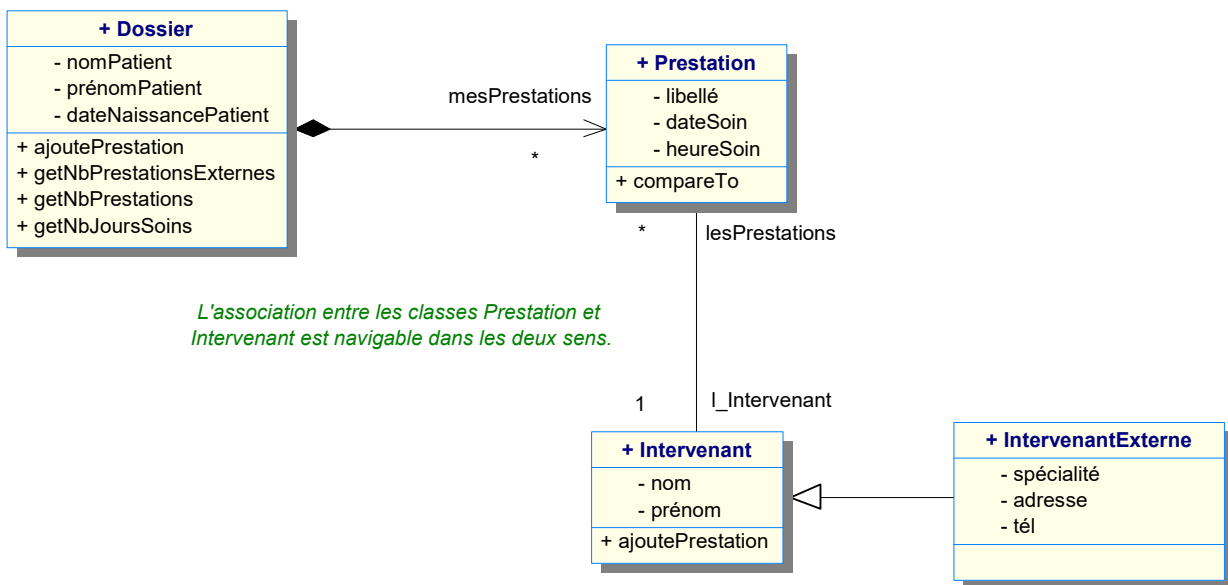 + Dossier
- nomPatient
- prénomPatient
- dateNaissancePatient
+ ajoutePrestation
+ getNbPrestationsExternes
+ getNbPrestations
+ getNbJoursSoins
mesPrestations
*
+ Prestation
- libellé
- dateSoin
- heureSoin
+ compareTo
* lesPrestations
L'association entre les classes Prestation et
Intervenant est navigable dans les deux sens.
1 l_Intervenant
+ Intervenant
- nom
- prénom
+ ajoutePrestation
+ IntervenantExterne
- spécialité
- adresse
- tél